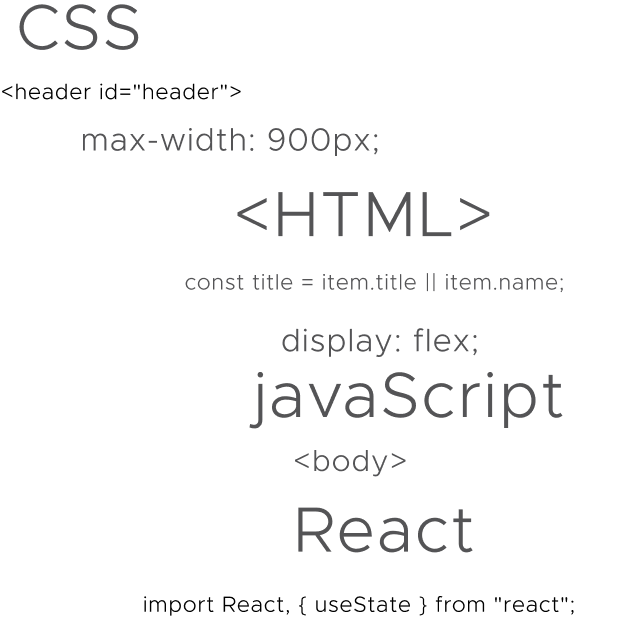 CSS
<header id="header">
max-width: 900px;
<HTML>
const title = item.title || item.name;
display: flex;
javaScript
<body>
React
import React, { useState } from "react";